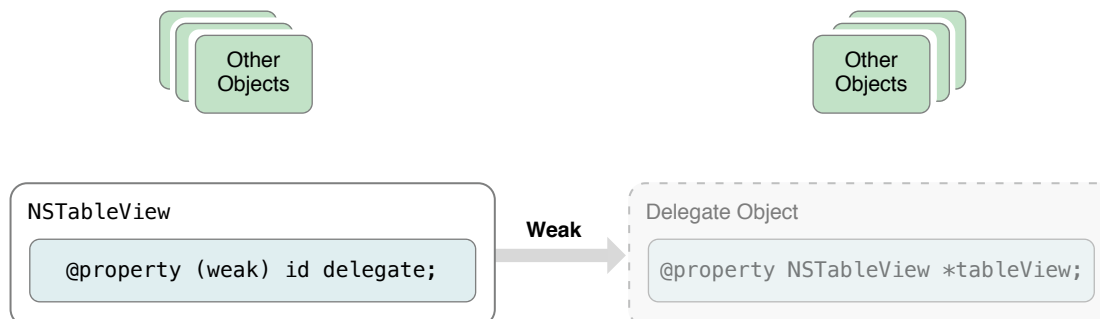 Other
Objects
Other
Objects
NSTableView
@property (weak) id delegate;
Weak
Delegate Object
@property NSTableView *tableView;